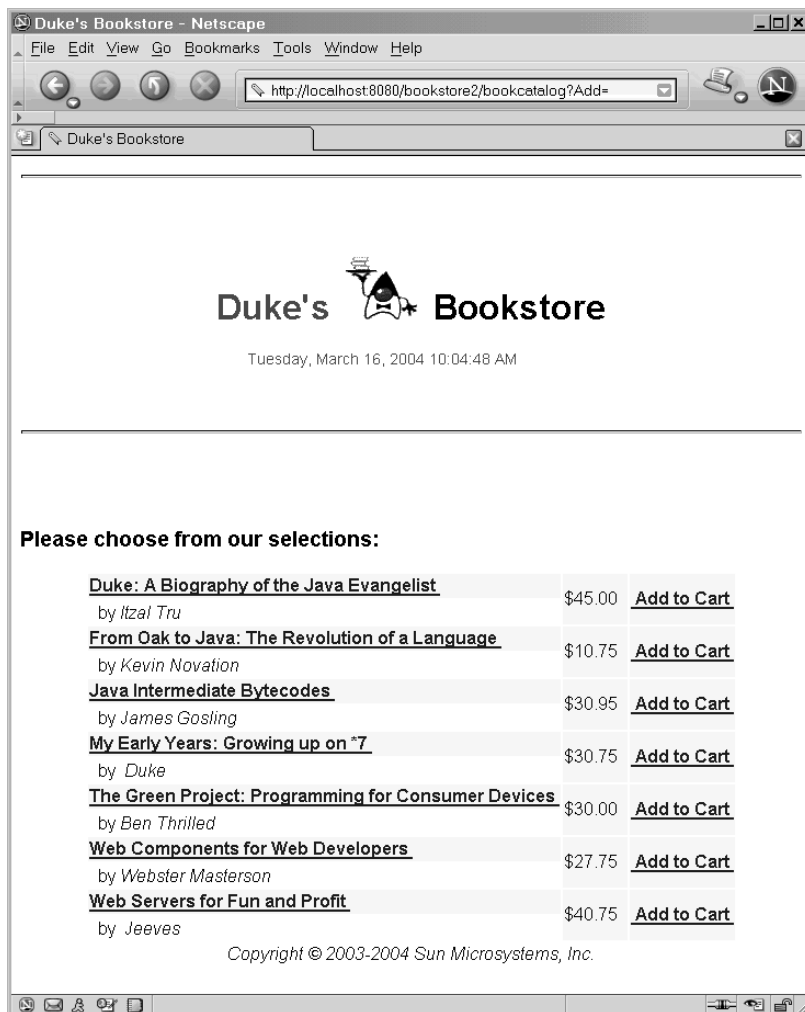 Duke's Bookstore - Netscape
File Edit View Go Bookmarks Tools Window Help
http://localhost:8080/bookstore2/bookcatalog?Add=
N
Duke's Bookstore
Duke's Bookstore
Tuesday, March 16, 2004 10:04:48 AM
Please choose from our selections:
Duke: A Biography of the Java Evangelist
by Itzal Tru
$45.00 Add to Cart
From Oak to Java: The Revolution of a Language
by Kevin Novation
$10.75 Add to Cart
Java Intermediate Bytecodes
by James Gosling
$30.95 Add to Cart
My Early Years: Growing up on *7
by Duke
$30.75 Add to Cart
The Green Project: Programming for Consumer Devices
by Ben Thrilled
$30.00 Add to Cart
Web Components for Web Developers
by Webster Masterson
$27.75 Add to Cart
Web Servers for Fun and Profit
by Jeeves
$40.75 Add to Cart
Copyright © 2003-2004 Sun Microsystems, Inc.